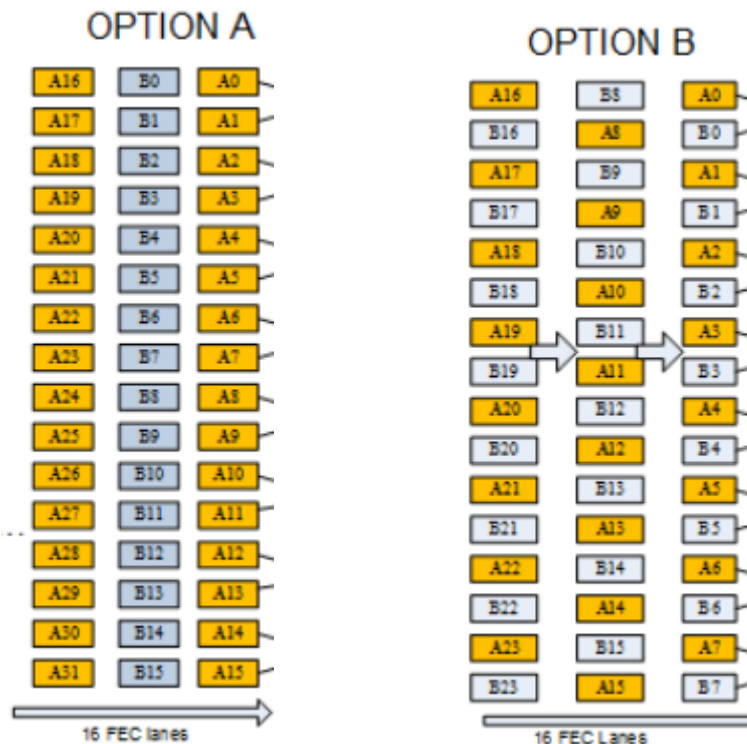 OPTION A
A16 B0 A0
A17 B1 A1
A18 B2 A2
A19 B3 A3
A20 B4 A4
A21 B5 A5
A22 B6 A6
A23 B7 A7
A24 B8 A8
A25 B9 A9
A26 B10 A10
A27 B11 A11
A28 B12 A12
A29 B13 A13
A30 B14 A14
A31 B15 A15
16 FEC lanes
OPTION B
A16 B8 A0
B16 A8 B0
A17 B9 A1
B17 A9 B1
A18 B10 A2
B18 A10 B2
A19 B11 A3
B19 A11 B3
A20 B12 A4
B20 A12 B4
A21 B13 A5
B21 A13 B5
A22 B14 A6
B22 A14 B6
A23 B15 A7
B23 A15 B7
16 FEC Lanes